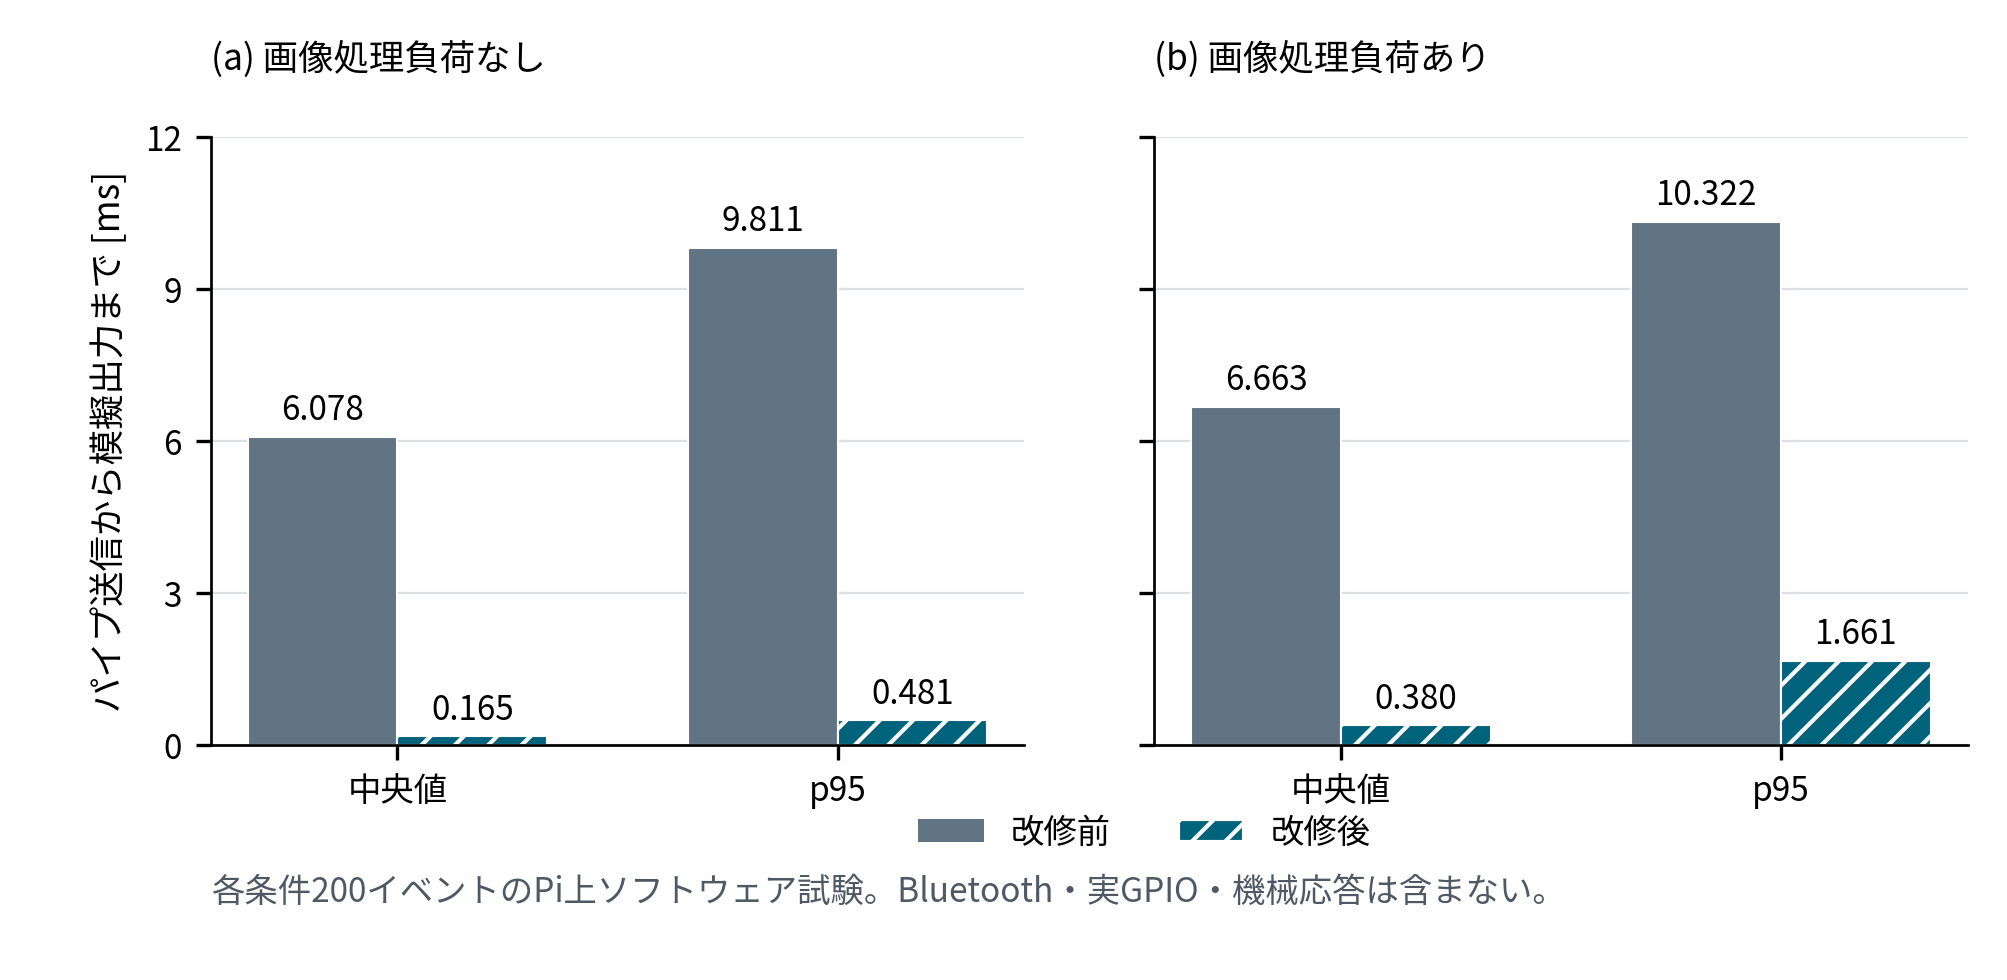 (a) 画像処理負荷なし
(b) 画像処理負荷あり
パイプ送信から模擬出力まで [ms]
12
9
6
3
0
6.078
0.165
9.811
0.481
中央値
p95
6.663
0.380
10.322
1.661
中央値
p95
改修前
改修後
各条件200イベントのPi上ソフトウェア試験。Bluetooth・実GPIO・機械応答は含まない。